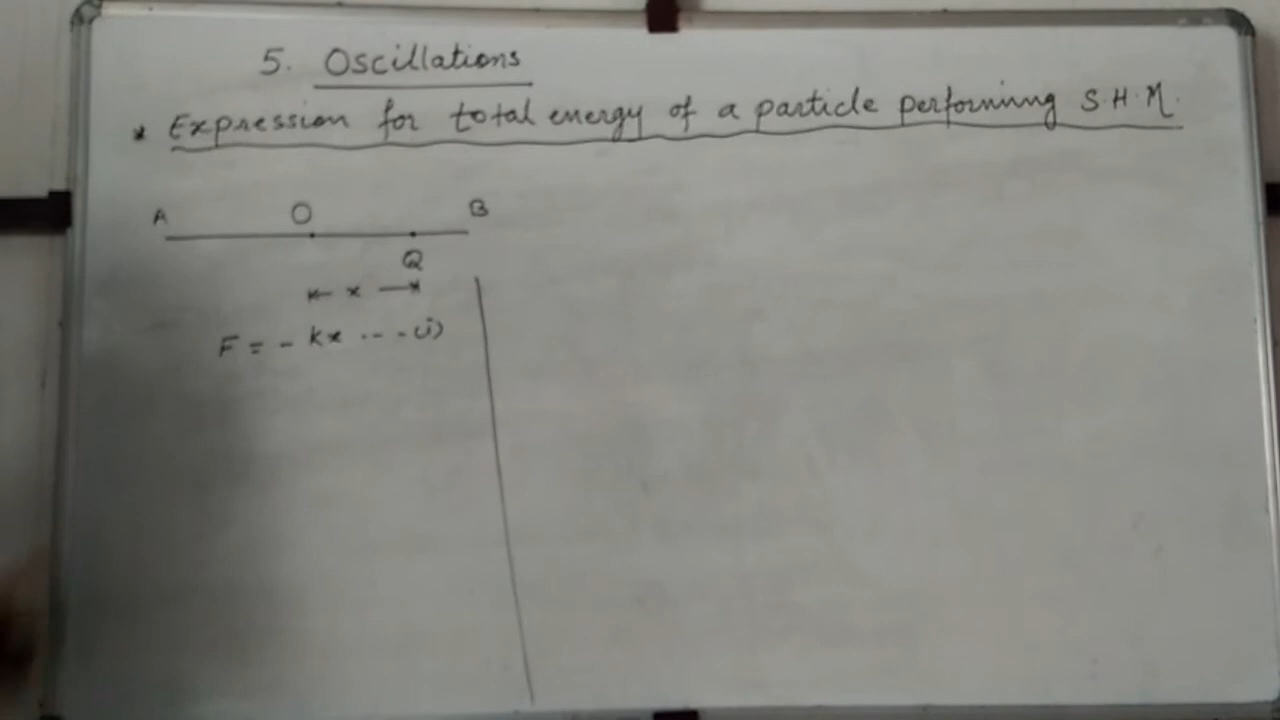 5. Oscillations
* Expression for total energy of a particle performing S.H.M.
A O B
Q
x
F = - kx ---- (i)